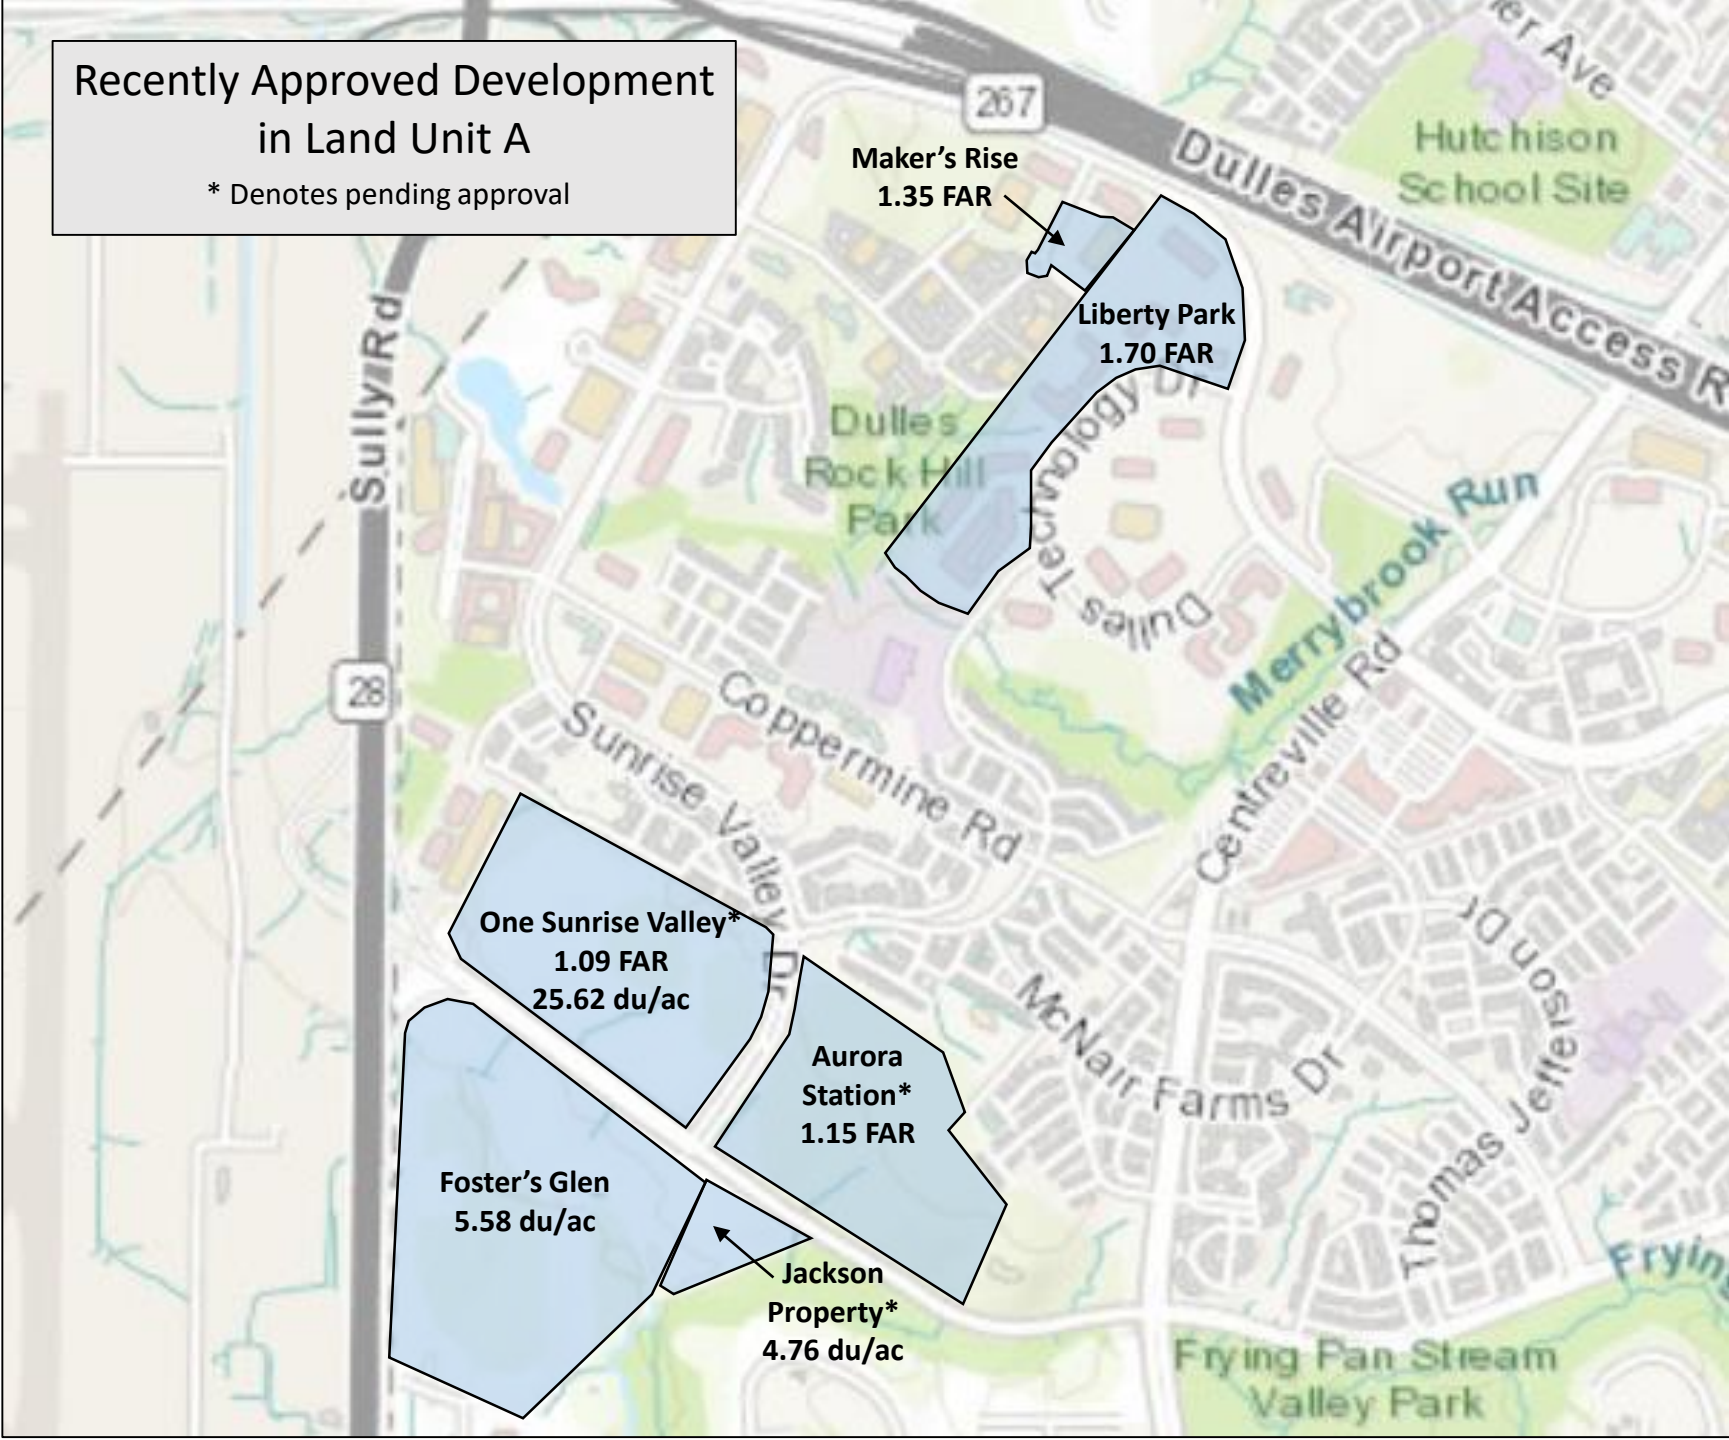 Recently Approved Development
in Land Unit A
* Denotes pending approval
267
er Ave
Hutchison
School Site
Dulles Airport Access R
Maker's Rise
1.35 FAR
Liberty Park
1.70 FAR
Sully Rd
Dulles
Rock Hill
Park
Dulles Technology Dr
Merrybrook Run
28
Coppermine Rd
Sunrise Valley Dr
Centreville Rd
One Sunrise Valley*
1.09 FAR
25.62 du/ac
McNair Farms Dr
Thomas Jefferson Dr
Aurora
Station*
1.15 FAR
Foster's Glen
5.58 du/ac
Jackson
Property*
4.76 du/ac
Frying
Frying Pan Stream
Valley Park